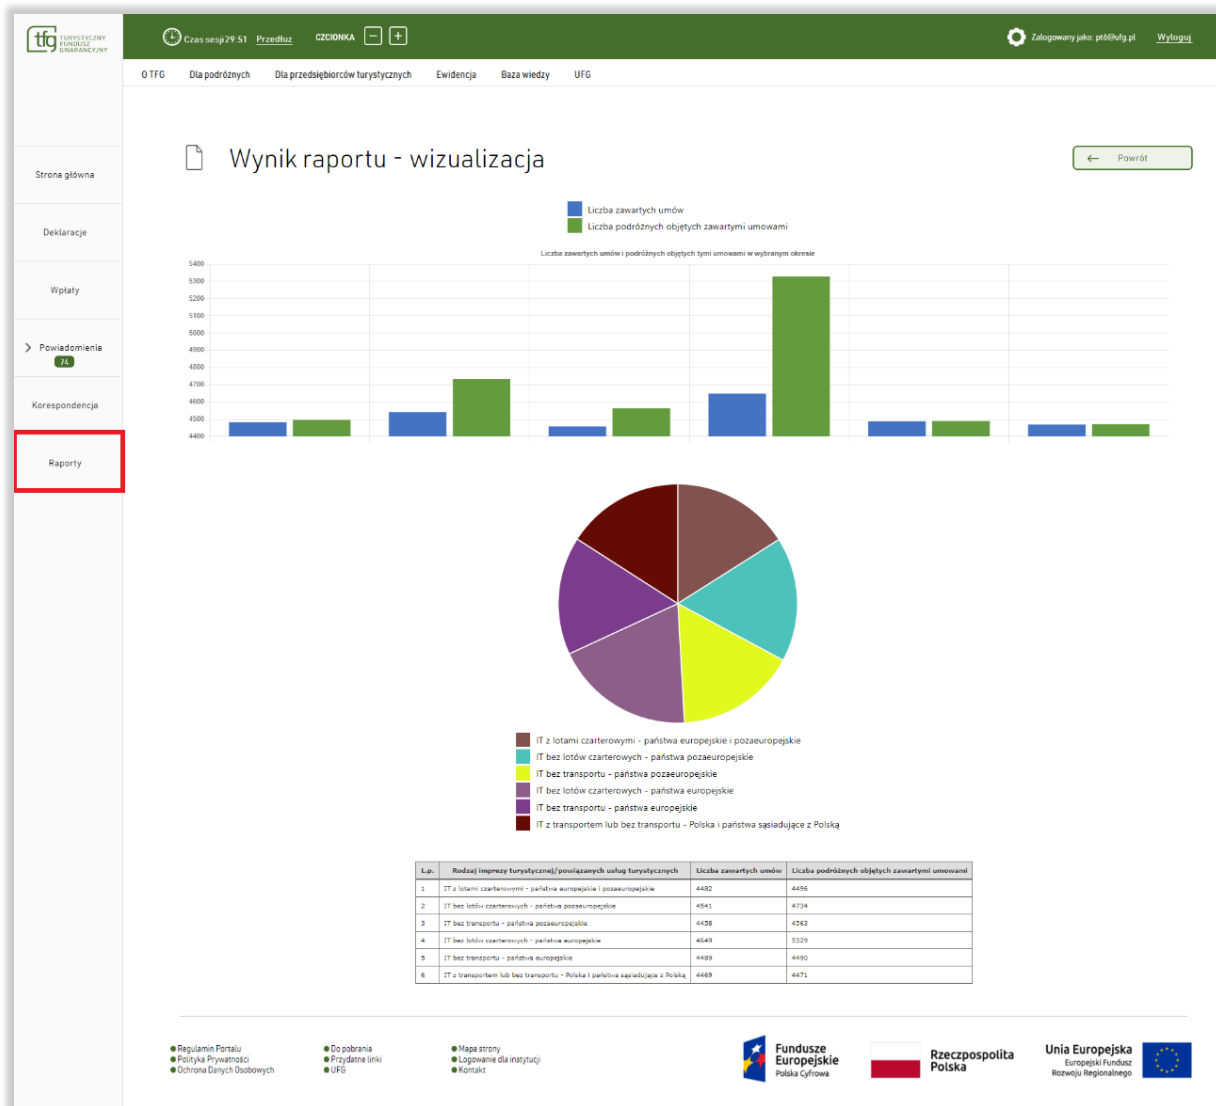 tfg TURYSTYCZNY
FUNDUSZ
GWARANCYJNY
Czas sesji 29:51 Przedłuż CZCIONKA − +
Zalogowany jako: pt6@ufg.pl Wyloguj
O TFG Dla podróżnych Dla przedsiębiorców turystycznych Ewidencja Baza wiedzy UFG
Strona główna
Deklaracje
Wpłaty
Powiadomienia
74
Korespondencja
Raporty
Wynik raportu - wizualizacja
← Powrót
Liczba zawartych umów
Liczba podróżnych objętych zawartymi umowami
Liczba zawartych umów i podróżnych objętych tymi umowami w wybranym okresie
5400
5300
5200
5100
5000
4900
4800
4700
4600
4500
4400
IT z lotami czarterowymi - państwa europejskie i pozaeuropejskie
IT bez lotów czarterowych - państwa pozaeuropejskie
IT bez transportu - państwa pozaeuropejskie
IT bez lotów czarterowych - państwa europejskie
IT bez transportu - państwa europejskie
IT z transportem lub bez transportu - Polska i państwa sąsiadujące z Polską
L.p. Rodzaj imprezy turystycznej/powiązanych usług turystycznych Liczba zawartych umów Liczba podróżnych objętych zawartymi umowami
1 IT z lotami czarterowymi - państwa europejskie i pozaeuropejskie 4482 4496
2 IT bez lotów czarterowych - państwa pozaeuropejskie 4541 4734
3 IT bez transportu - państwa pozaeuropejskie 4458 4563
4 IT bez lotów czarterowych - państwa europejskie 4649 5329
5 IT bez transportu - państwa europejskie 4489 4490
6 IT z transportem lub bez transportu - Polska i państwa sąsiadujące z Polską 4469 4471
Regulamin Portalu
Polityka Prywatności
Ochrona Danych Osobowych
Do pobrania
Przydatne linki
UFG
Mapa strony
Logowanie dla instytucji
Kontakt
Fundusze
Europejskie
Polska Cyfrowa
Rzeczpospolita
Polska
Unia Europejska
Europejski Fundusz
Rozwoju Regionalnego